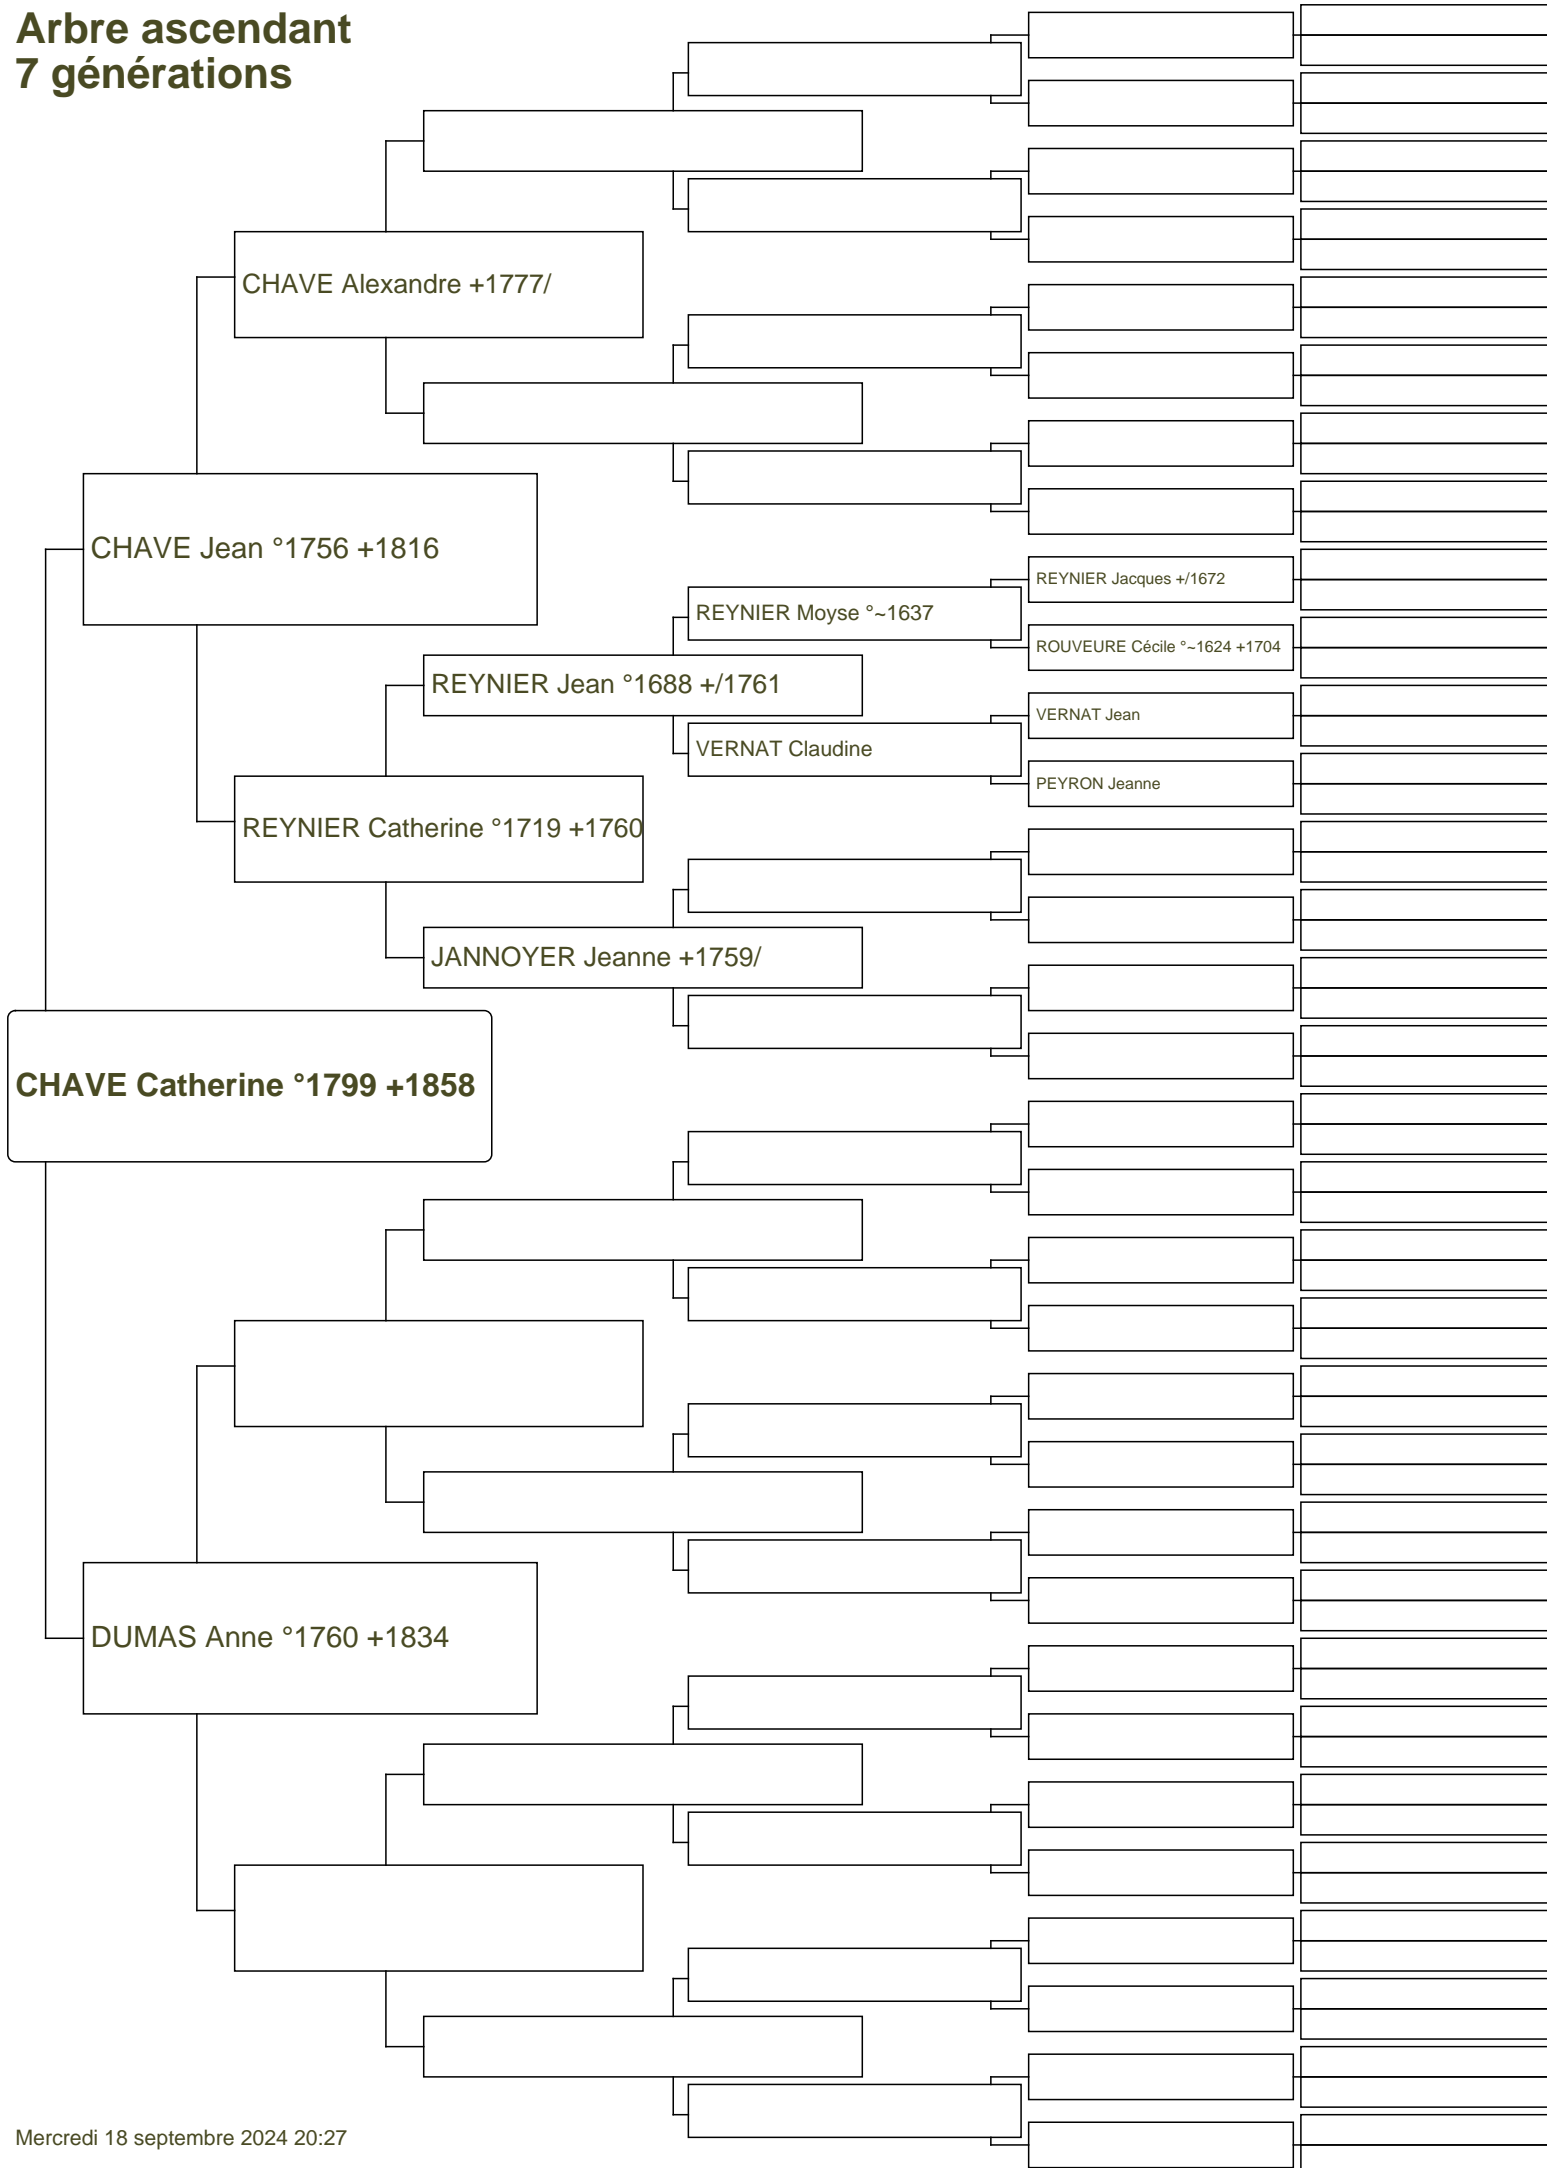 Arbre ascendant
7 générations
CHAVE Alexandre +1777/
CHAVE Jean °1756 +1816
REYNIER Jacques +/1672
REYNIER Moyse °~1637
ROUVEURE Cécile °~1624 +1704
REYNIER Jean °1688 +/1761
VERNAT Jean
VERNAT Claudine
PEYRON Jeanne
REYNIER Catherine °1719 +1760
JANNOYER Jeanne +1759/
CHAVE Catherine °1799 +1858
DUMAS Anne °1760 +1834
Mercredi 18 septembre 2024 20:27